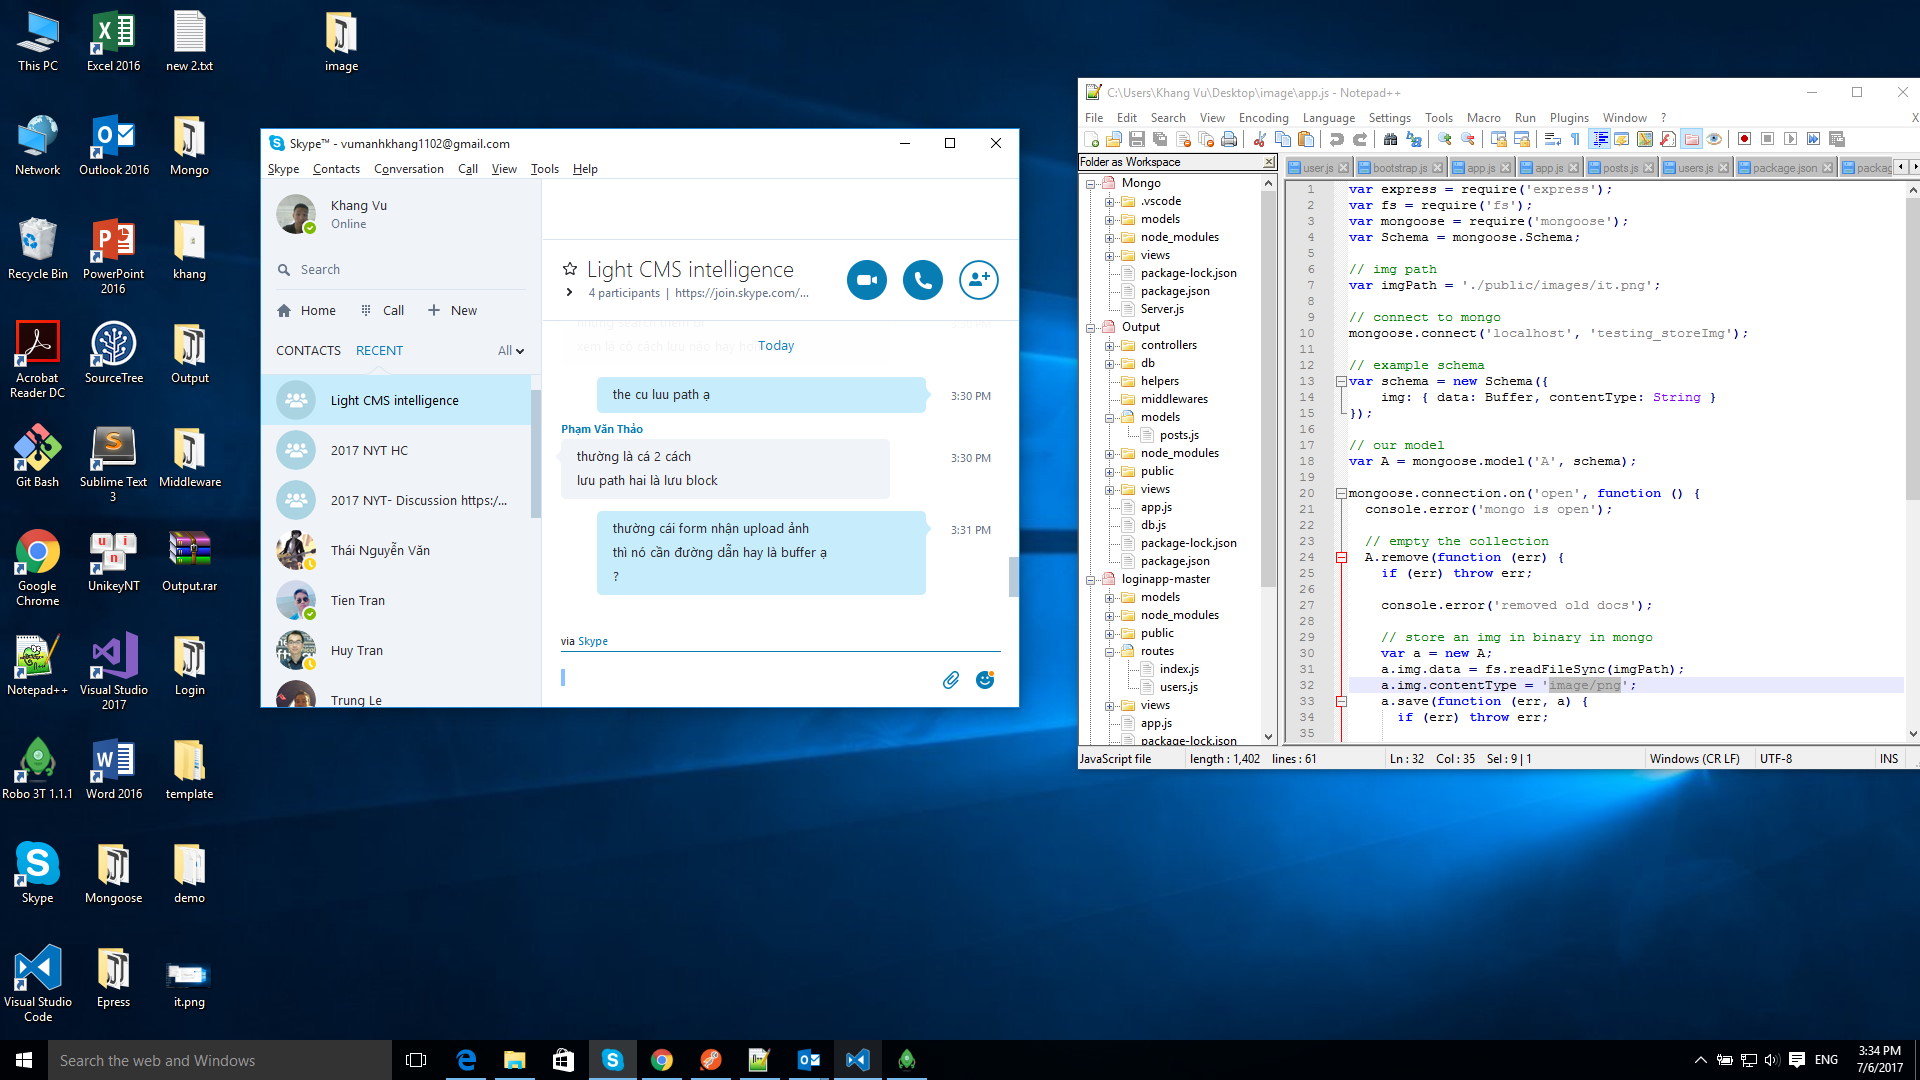 This PC
Excel 2016
new 2.txt
image
Network
Outlook 2016
Mongo
Recycle Bin
PowerPoint 2016
khang
Acrobat Reader DC
SourceTree
Output
Git Bash
Sublime Text 3
Middleware
Google Chrome
UnikeyNT
Output.rar
Notepad++
Visual Studio 2017
Login
Robo 3T 1.1.1
Word 2016
template
Skype
Mongoose
demo
Visual Studio Code
Epress
it.png
Skype™ - vumanhkhang1102@gmail.com
Skype Contacts Conversation Call View Tools Help
Khang Vu
Online
Search
Home Call New
CONTACTS RECENT All
Light CMS intelligence
2017 NYT HC
2017 NYT- Discussion https:/...
Thái Nguyễn Văn
Tien Tran
Huy Tran
Trung Le
Light CMS intelligence
4 participants | https://join.skype.com/...
Today
the cu luu path ạ
3:30 PM
Phạm Văn Thảo
thường là cá 2 cách
3:30 PM
lưu path hai là lưu block
thường cái form nhận upload ảnh
3:31 PM
thì nó cần đường dẫn hay là buffer ạ
?
via Skype
C:\Users\Khang Vu\Desktop\image\app.js - Notepad++
File Edit Search View Encoding Language Settings Tools Macro Run Plugins Window ? X
Folder as Workspace
user.js bootstrap.js app.js app.js posts.js users.js package.json packag
Mongo
.vscode
models
node_modules
views
package-lock.json
package.json
Server.js
Output
controllers
db
helpers
middlewares
models
posts.js
node_modules
public
views
app.js
db.js
package-lock.json
package.json
loginapp-master
models
node_modules
public
routes
index.js
users.js
views
app.js
package-lock.json
1 var express = require('express');
2 var fs = require('fs');
3 var mongoose = require('mongoose');
4 var Schema = mongoose.Schema;
5
6 // img path
7 var imgPath = './public/images/it.png';
8
9 // connect to mongo
10 mongoose.connect('localhost', 'testing_storeImg');
11
12 // example schema
13 var schema = new Schema({
14 img: { data: Buffer, contentType: String }
15 });
16
17 // our model
18 var A = mongoose.model('A', schema);
19
20 mongoose.connection.on('open', function () {
21 console.error('mongo is open');
22
23 // empty the collection
24 A.remove(function (err) {
25 if (err) throw err;
26
27 console.error('removed old docs');
28
29 // store an img in binary in mongo
30 var a = new A;
31 a.img.data = fs.readFileSync(imgPath);
32 a.img.contentType = 'image/png';
33 a.save(function (err, a) {
34 if (err) throw err;
35
JavaScript file length : 1,402 lines : 61 Ln : 32 Col : 35 Sel : 9 | 1 Windows (CR LF) UTF-8 INS
Search the web and Windows
ENG
3:34 PM
7/6/2017